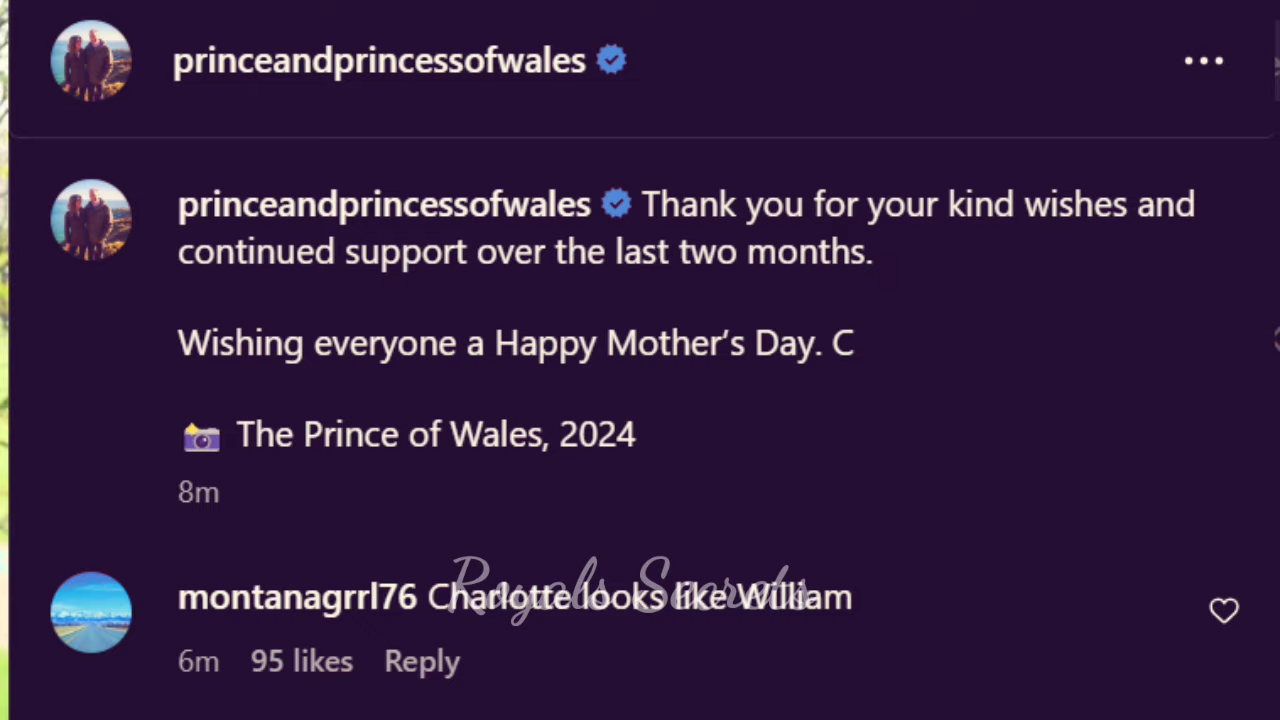 princeandprincessofwales
princeandprincessofwales Thank you for your kind wishes and
continued support over the last two months.
Wishing everyone a Happy Mother’s Day. C
📸 The Prince of Wales, 2024
8m
montanagrrl76 Charlotte looks like William
Royals Secrets
6m 95 likes Reply